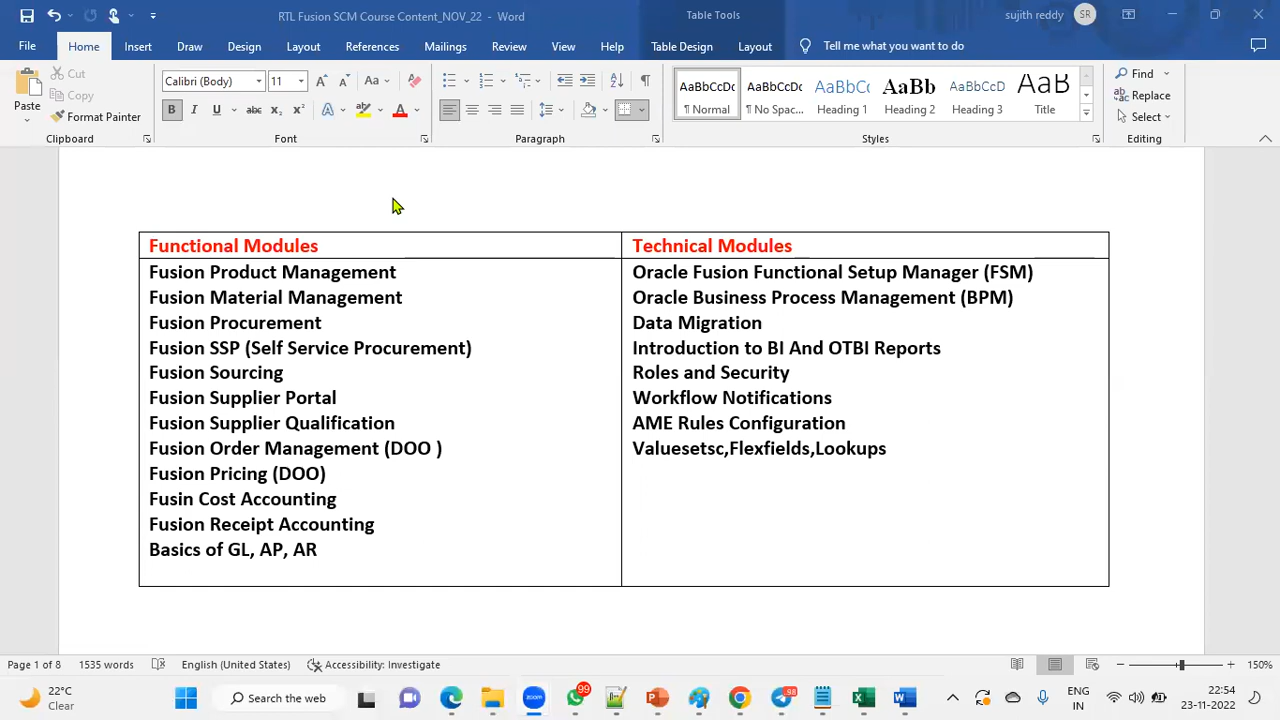 RTL Fusion SCM Course Content_NOV_22 - Word
Table Tools
sujith reddy
SR
File
Home
Insert
Draw
Design
Layout
References
Mailings
Review
View
Help
Table Design
Layout
Tell me what you want to do
Paste
Cut
Copy
Format Painter
Clipboard
Calibri (Body)
11
Font
Paragraph
AaBbCcDc
¶ Normal
AaBbCcDc
¶ No Spac...
AaBbCc
Heading 1
AaBb
Heading 2
AaBbCcD
Heading 3
AaB
Title
Styles
Find
Replace
Select
Editing
Functional Modules
Fusion Product Management
Fusion Material Management
Fusion Procurement
Fusion SSP (Self Service Procurement)
Fusion Sourcing
Fusion Supplier Portal
Fusion Supplier Qualification
Fusion Order Management (DOO )
Fusion Pricing (DOO)
Fusin Cost Accounting
Fusion Receipt Accounting
Basics of GL, AP, AR
Technical Modules
Oracle Fusion Functional Setup Manager (FSM)
Oracle Business Process Management (BPM)
Data Migration
Introduction to BI And OTBI Reports
Roles and Security
Workflow Notifications
AME Rules Configuration
Valuesetsc,Flexfields,Lookups
Page 1 of 8
1535 words
English (United States)
Accessibility: Investigate
150%
22°C
Clear
Search the web
zoom
99
98
ENG
IN
22:54
23-11-2022